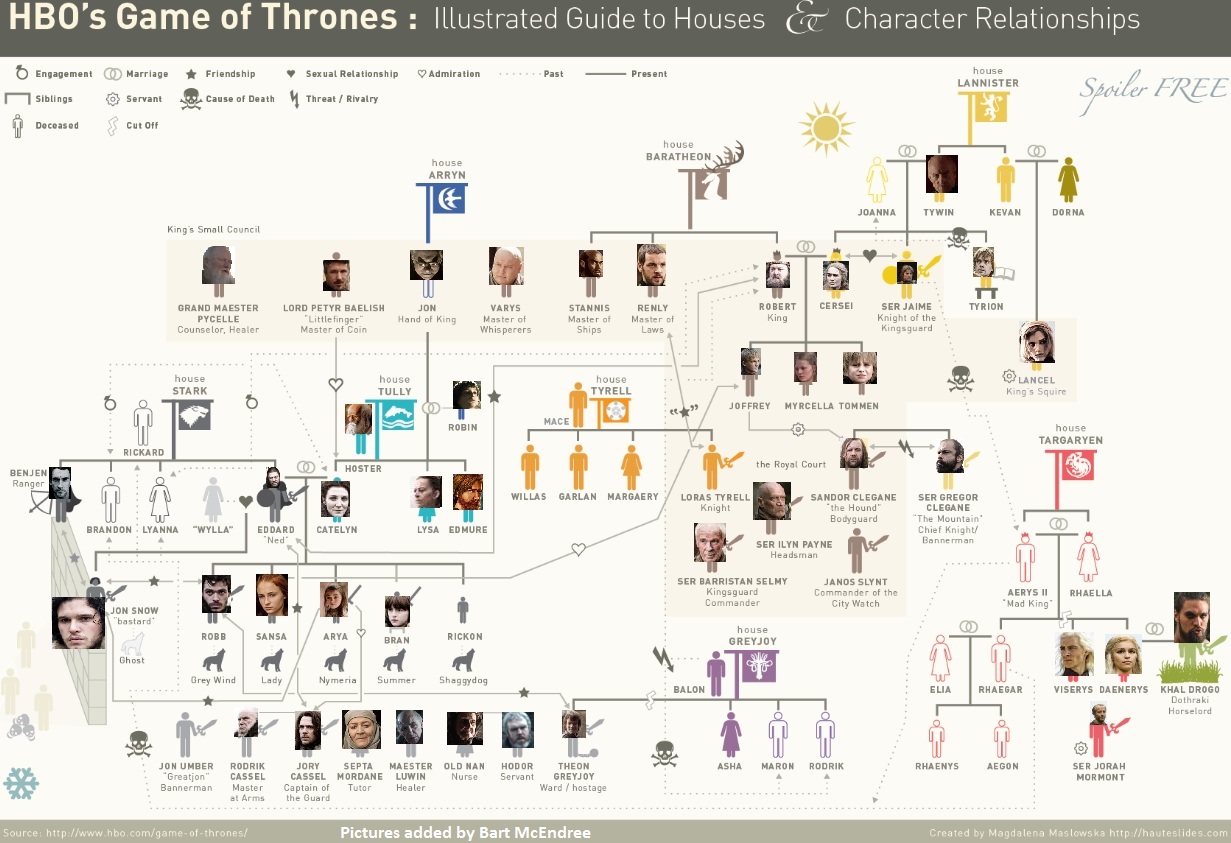 HBO's Game of Thrones : Illustrated Guide to Houses & Character Relationships
Engagement Marriage Friendship Sexual Relationship Admiration Past Present
Siblings Servant Cause of Death Threat / Rivalry
Deceased Cut Off
Spoiler FREE
house
LANNISTER
house
BARATHEON
house
ARRYN
JOANNA TYWIN KEVAN DORNA
King's Small Council
GRAND MAESTER
PYCELLE
Counselor, Healer
LORD PETYR BAELISH
"Littlefinger"
Master of Coin
JON
Hand of King
VARYS
Master of
Whisperers
STANNIS
Master of
Ships
RENLY
Master of
Laws
ROBERT
King
CERSEI
SER JAIME
Knight of the
Kingsguard
TYRION
LANCEL
King's Squire
JOFFREY MYRCELLA TOMMEN
house
STARK
house
TULLY
house
TYRELL
house
TARGARYEN
RICKARD
HOSTER
ROBIN
MACE
BENJEN
Ranger
BRANDON LYANNA "WYLLA" EDDARD
"Ned"
CATELYN LYSA EDMURE
WILLAS GARLAN MARGAERY
LORAS TYRELL
Knight
the Royal Court
SANDOR CLEGANE
"the Hound"
Bodyguard
SER GREGOR
CLEGANE
"The Mountain"
Chief Knight/
Bannerman
SER ILYN PAYNE
Headsman
SER BARRISTAN SELMY
Kingsguard
Commander
JANOS SLYNT
Commander of the
City Watch
AERYS II
"Mad King"
RHAELLA
JON SNOW
"bastard"
Ghost
ROBB SANSA ARYA BRAN RICKON
Grey Wind Lady Nymeria Summer Shaggydog
house
GREYJOY
BALON
ELIA RHAEGAR VISERYS DAENERYS KHAL DROGO
Dothraki
Horselord
JON UMBER
"Greatjon"
Bannerman
RODRIK
CASSEL
Master
at Arms
JORY
CASSEL
Captain of
the Guard
SEPTA
MORDANE
Tutor
MAESTER
LUWIN
Healer
OLD NAN
Nurse
HODOR
Servant
THEON
GREYJOY
Ward / hostage
ASHA MARON RODRIK
RHAENYS AEGON
SER JORAH
MORMONT
Source: http://www.hbo.com/game-of-thrones/
Pictures added by Bart McEndree
Created by Magdalena Maslowska http://hauteslides.com